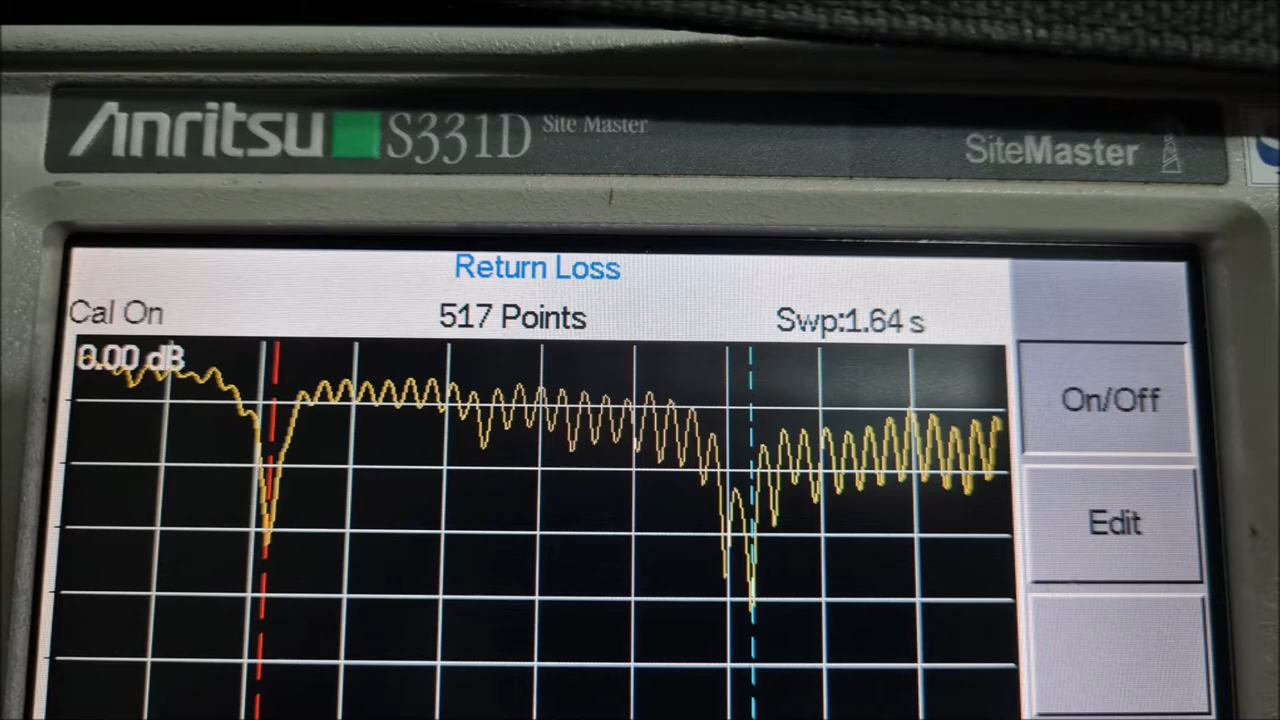 Anritsu S331D Site Master SiteMaster
Return Loss
Cal On 517 Points Swp:1.64 s
0.00 dB
On/Off
Edit